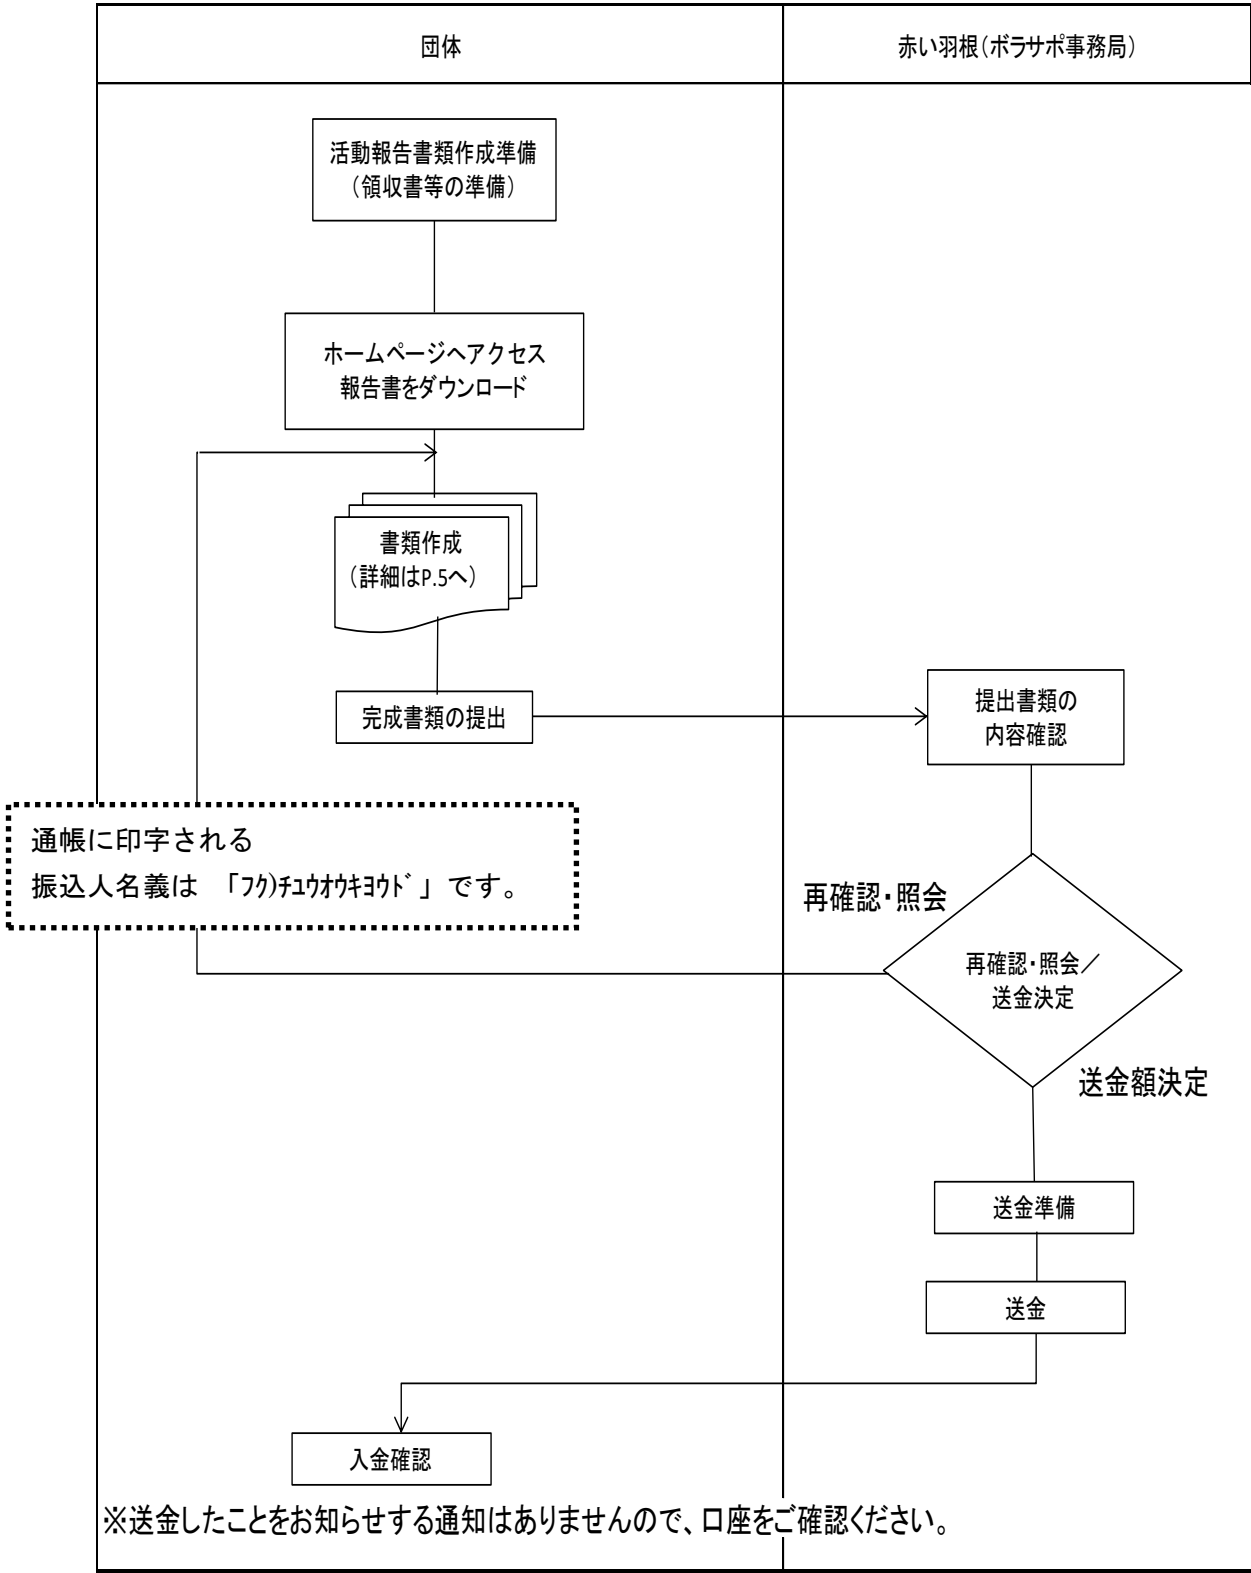 団体
赤い羽根(ボラサポ事務局)
活動報告書類作成準備
(領収書等の準備)
ホームページへアクセス
報告書をダウンロード
書類作成
(詳細はP.5へ)
完成書類の提出
提出書類の
内容確認
通帳に印字される
振込人名義は 「フク)チユウオウキヨウド」です。
再確認・照会
再確認・照会/
送金決定
送金額決定
送金準備
送金
入金確認
※送金したことをお知らせする通知はありませんので、口座をご確認ください。